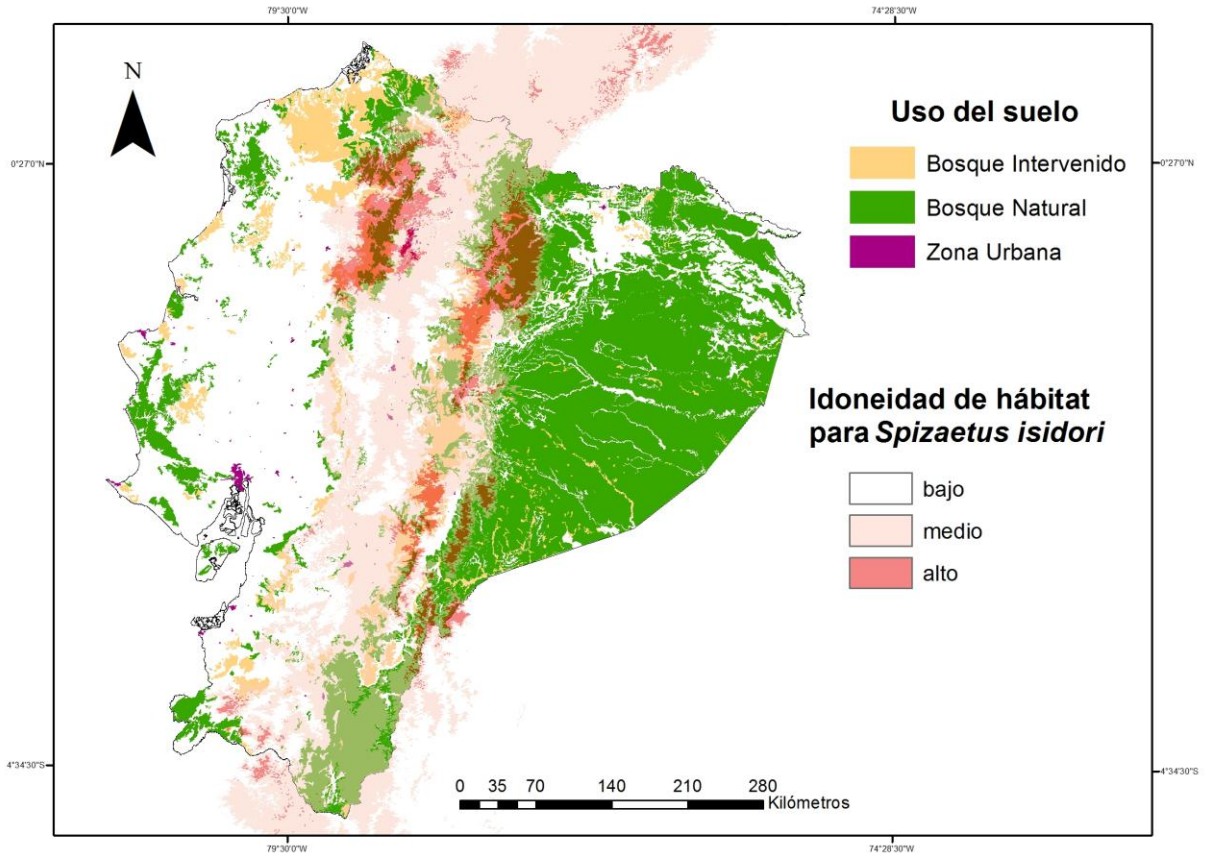 79°30'0"W
74°28'30"W
N
0°27'0"N
0°27'0"N
Uso del suelo
Bosque Intervenido
Bosque Natural
Zona Urbana
Idoneidad de hábitat
para Spizaetus isidori
bajo
medio
alto
4°34'30"S
4°34'30"S
0 35 70 140 210 280
Kilómetros
79°30'0"W
74°28'30"W